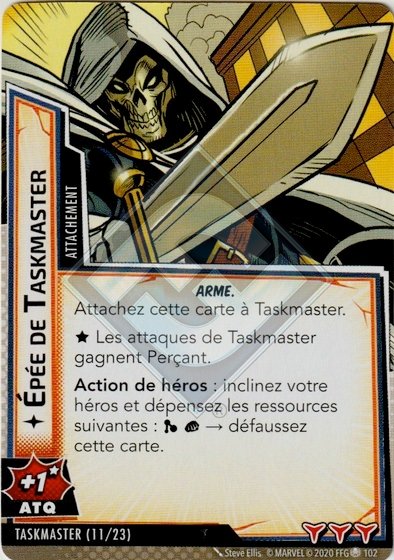 ATTACHEMENT
ÉPÉE DE TASKMASTER
ARME.
Attachez cette carte à Taskmaster.
★ Les attaques de Taskmaster
gagnent Perçant.
Action de héros : inclinez votre
héros et dépensez les ressources
suivantes : → défaussez
cette carte.
+1★
ATQ
TASKMASTER (11/23)
Steve Ellis © MARVEL © 2020 FFG 102